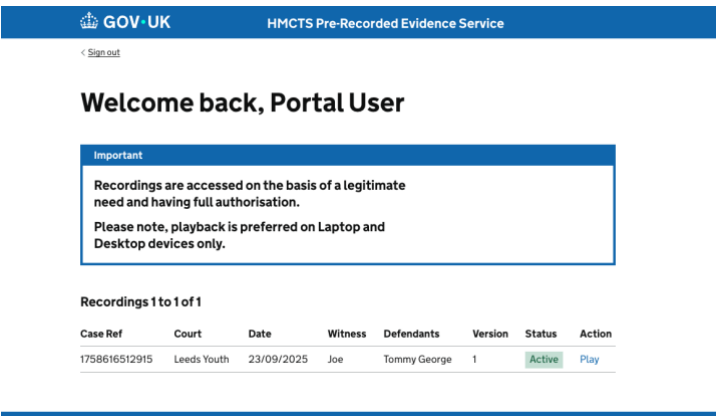 GOV·UK HMCTS Pre-Recorded Evidence Service
< Sign out
Welcome back, Portal User
Important
Recordings are accessed on the basis of a legitimate
need and having full authorisation.
Please note, playback is preferred on Laptop and
Desktop devices only.
Recordings 1 to 1 of 1
Case Ref Court Date Witness Defendants Version Status Action
1758616512915 Leeds Youth 23/09/2025 Joe Tommy George 1 Active Play